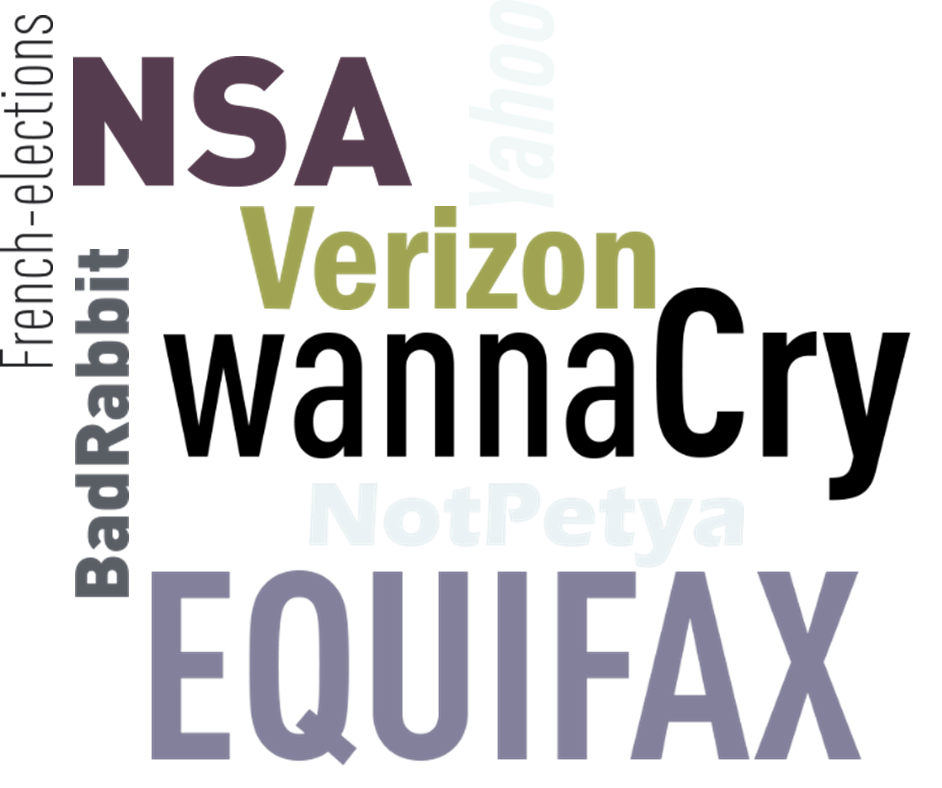 French-elections
NSA
Yahoo
Verizon
BadRabbit
wannaCry
NotPetya
EQUIFAX